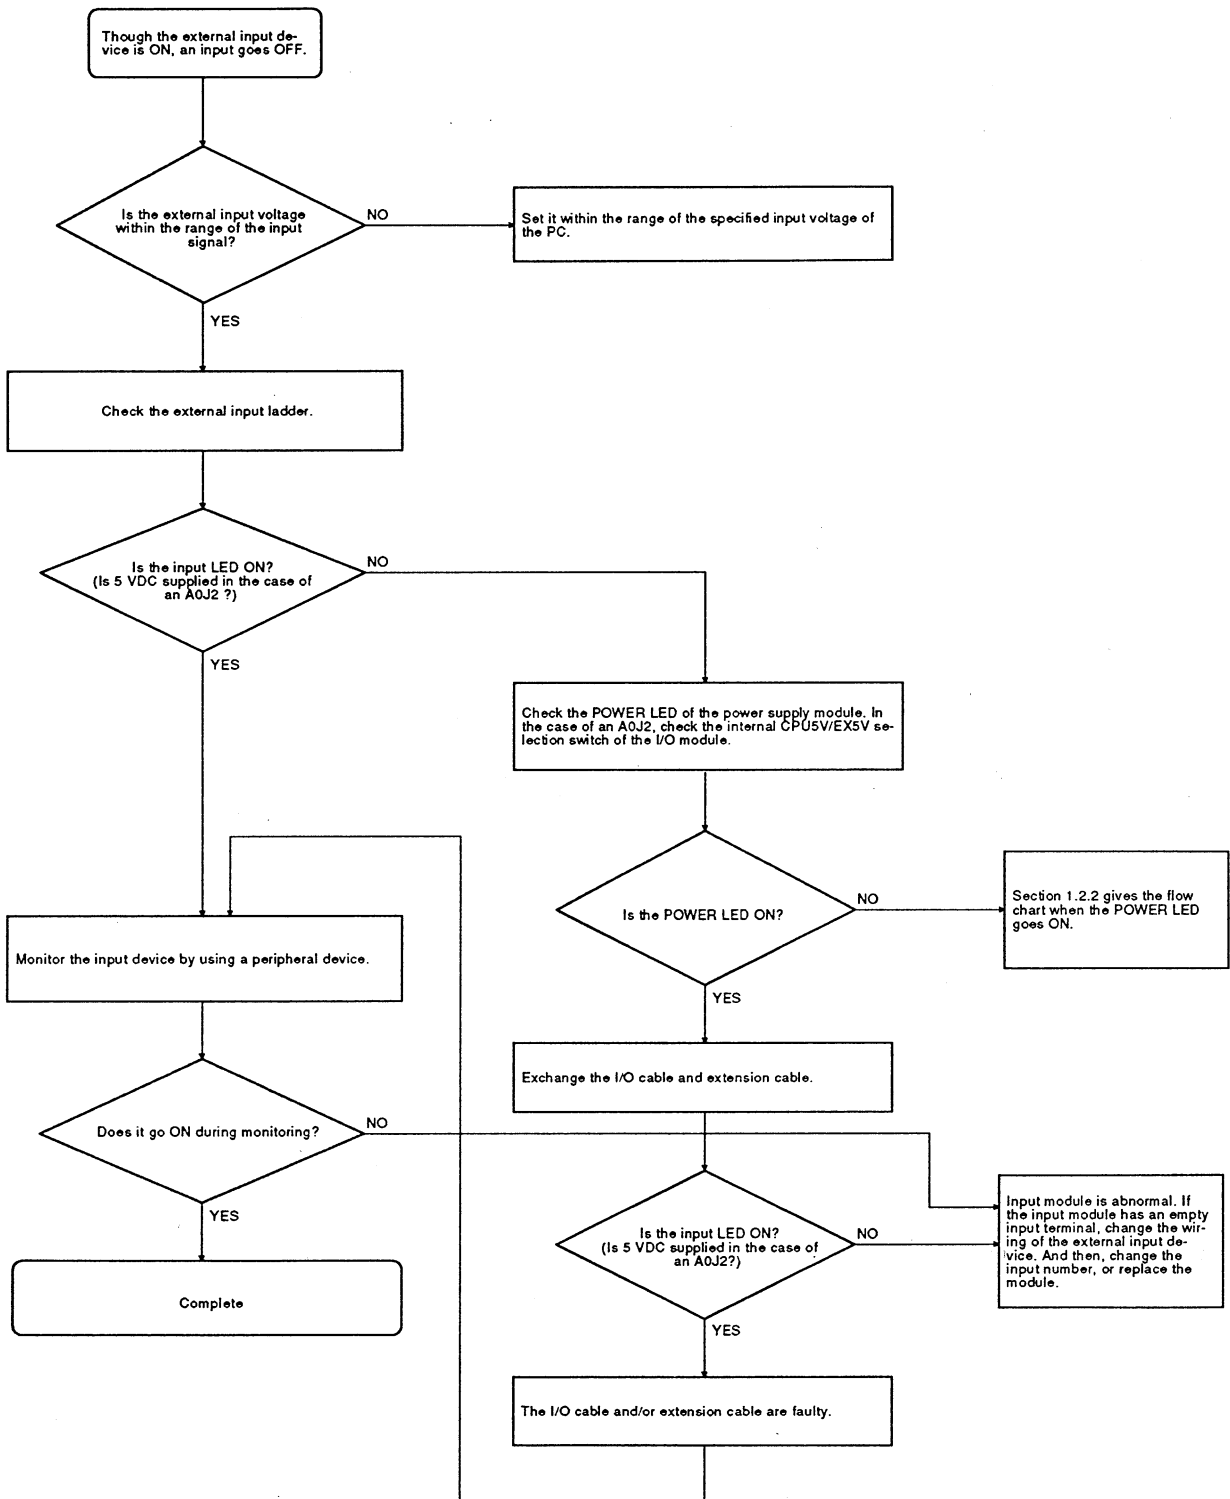 Though the external input de-
vice is ON, an input goes OFF.
Is the external input voltage
within the range of the input
signal?
NO
Set it within the range of the specified input voltage of
the PC.
YES
Check the external input ladder.
Is the input LED ON?
(Is 5 VDC supplied in the case of
an A0J2 ?)
NO
YES
Check the POWER LED of the power supply module. In
the case of an A0J2, check the internal CPU5V/EX5V se-
lection switch of the I/O module.
Is the POWER LED ON?
NO
Section 1.2.2 gives the flow
chart when the POWER LED
goes ON.
Monitor the input device by using a peripheral device.
YES
Exchange the I/O cable and extension cable.
Does it go ON during monitoring?
NO
YES
Complete
Is the input LED ON?
(Is 5 VDC supplied in the case of
an A0J2?)
NO
Input module is abnormal. If
the input module has an empty
input terminal, change the wir-
ing of the external input de-
vice. And then, change the
input number, or replace the
module.
YES
The I/O cable and/or extension cable are faulty.